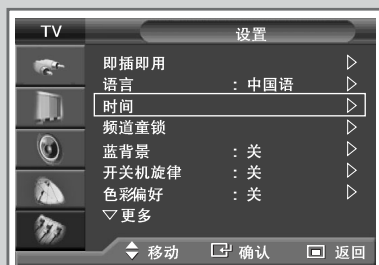 TV 设置
即插即用
语言 : 中国语
时间
频道童锁
蓝背景 : 关
开关机旋律 : 关
色彩偏好 : 关
▽更多
移动 确认 返回